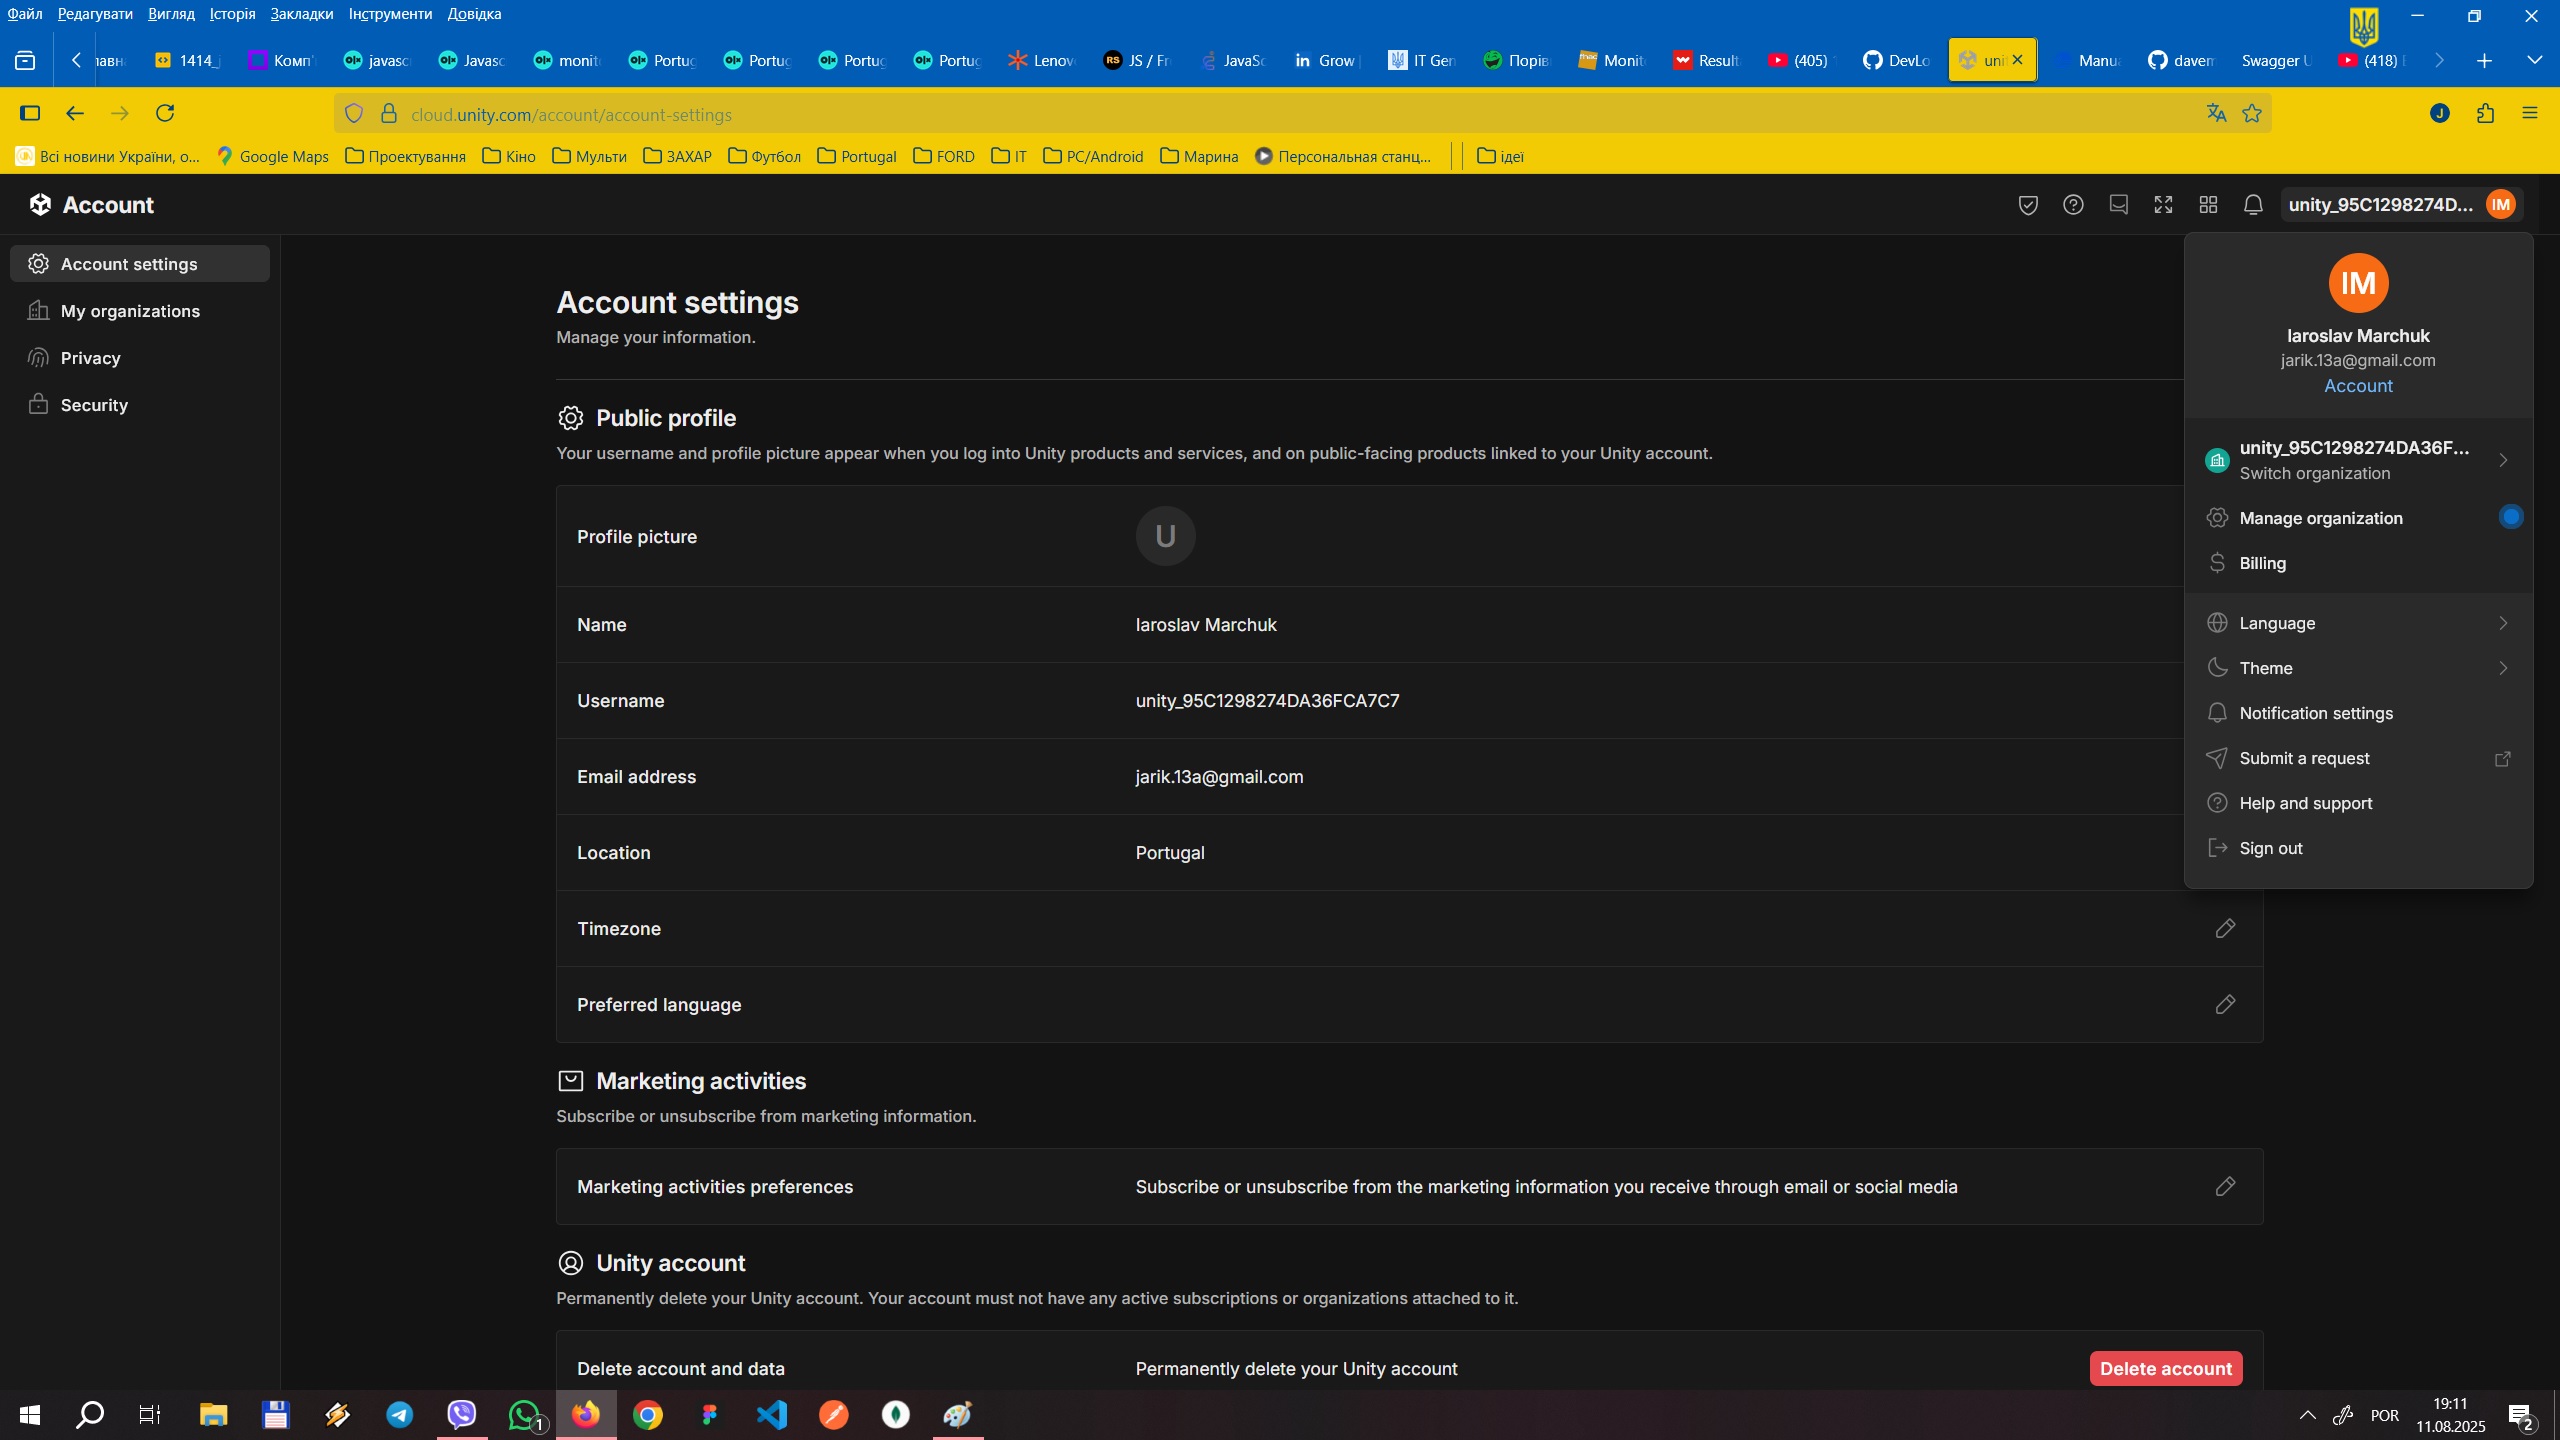 Файл Редагувати Вигляд Історія Закладки Інструменти Довідка
1414_ Комп' javasc Javasc monit Portug Portug Portug Portug Lenov JS / Fr JavaSc Grow IT Gen Порів Monit Result (405) DevLo uni Manua davem Swagger U (418)
cloud.unity.com/account/account-settings
J
Всі новини України, о... Google Maps Проектування Кіно Мульти ЗАХАР Футбол Portugal FORD IT PC/Android Марина Персональная станц... ідеї
Account
unity_95C1298274D... IM
Account settings
My organizations
Privacy
Security
Account settings
Manage your information.
Public profile
Your username and profile picture appear when you log into Unity products and services, and on public-facing products linked to your Unity account.
Profile picture U
Name Iaroslav Marchuk
Username unity_95C1298274DA36FCA7C7
Email address jarik.13a@gmail.com
Location Portugal
Timezone
Preferred language
Marketing activities
Subscribe or unsubscribe from marketing information.
Marketing activities preferences Subscribe or unsubscribe from the marketing information you receive through email or social media
Unity account
Permanently delete your Unity account. Your account must not have any active subscriptions or organizations attached to it.
Delete account and data Permanently delete your Unity account Delete account
IM
Iaroslav Marchuk
jarik.13a@gmail.com
Account
unity_95C1298274DA36F...
Switch organization
Manage organization
Billing
Language
Theme
Notification settings
Submit a request
Help and support
Sign out
1
POR
19:11
11.08.2025
2